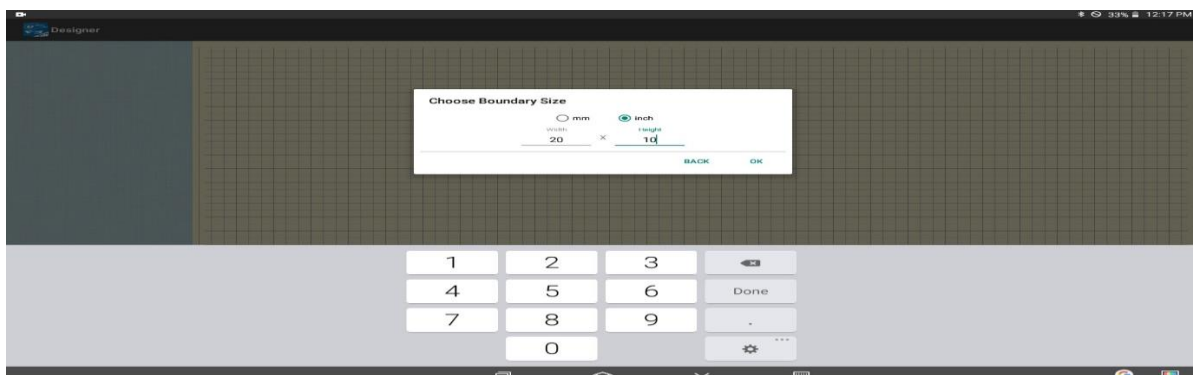 33% 12:17 PM
Designer
Choose Boundary Size
mm inch
Width Height
20 × 10
BACK OK
1 2 3
4 5 6 Done
7 8 9 .
0